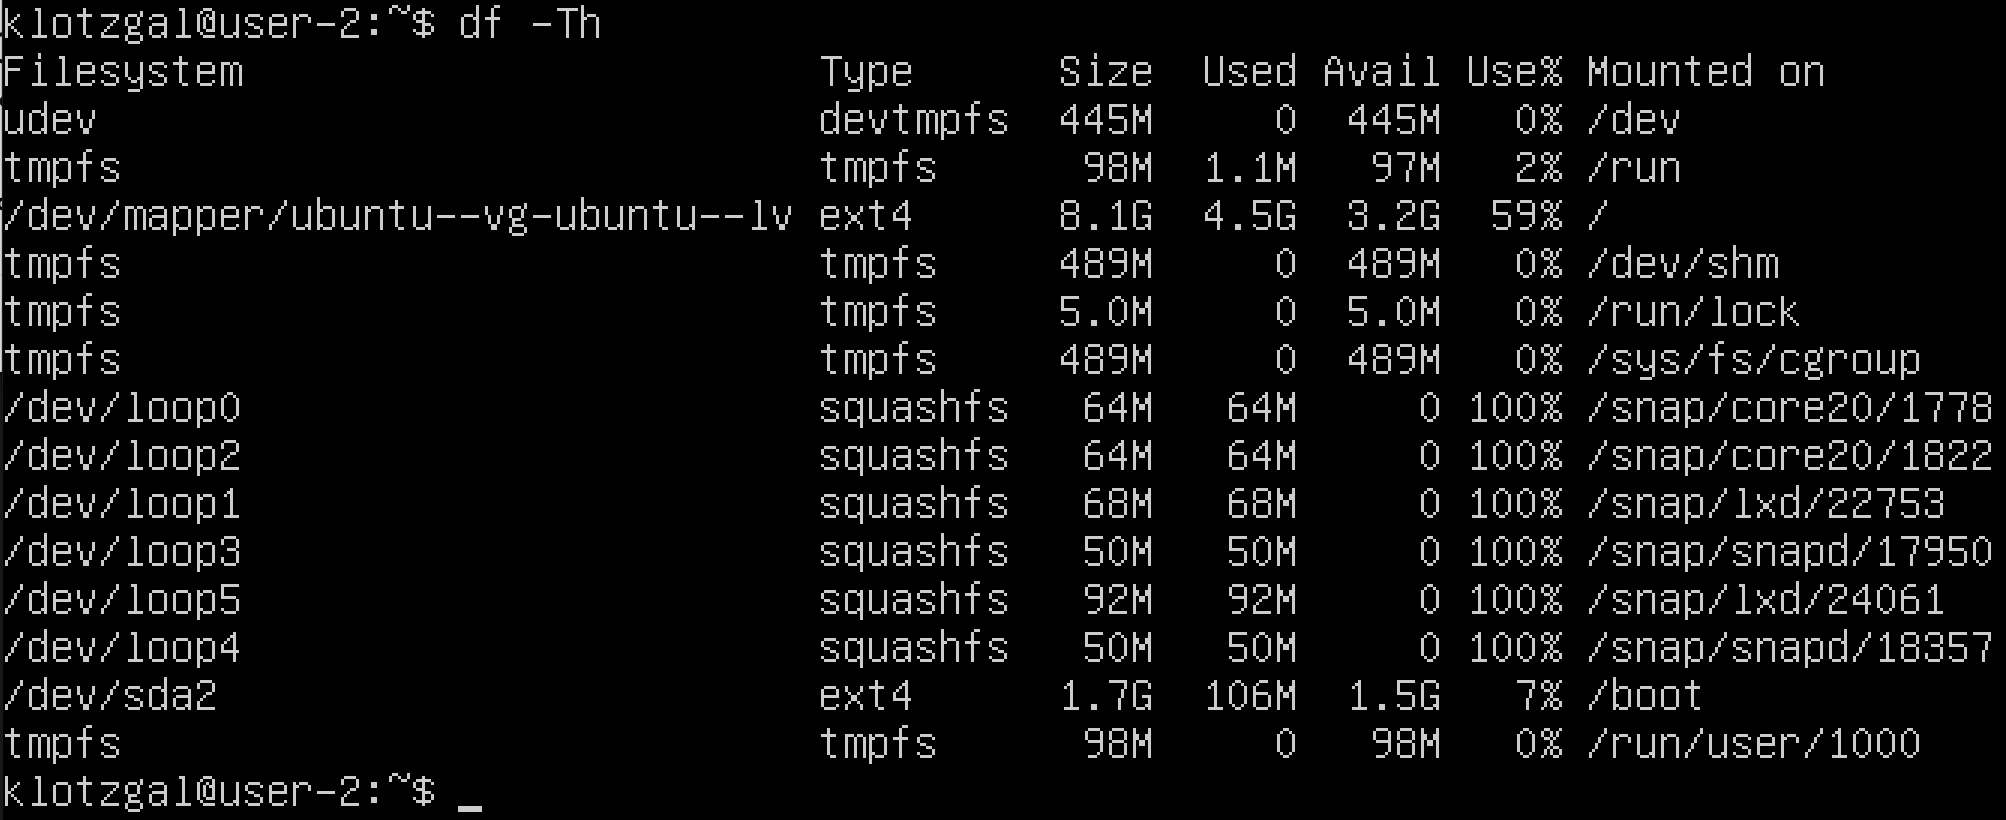 klotzgal@user-2:~$ df -Th
Filesystem                        Type      Size  Used Avail Use% Mounted on
udev                              devtmpfs  445M     0  445M   0% /dev
tmpfs                             tmpfs      98M  1.1M   97M   2% /run
/dev/mapper/ubuntu--vg-ubuntu--lv ext4      8.1G  4.5G  3.2G  59% /
tmpfs                             tmpfs     489M     0  489M   0% /dev/shm
tmpfs                             tmpfs     5.0M     0  5.0M   0% /run/lock
tmpfs                             tmpfs     489M     0  489M   0% /sys/fs/cgroup
/dev/loop0                        squashfs   64M   64M     0 100% /snap/core20/1778
/dev/loop2                        squashfs   64M   64M     0 100% /snap/core20/1822
/dev/loop1                        squashfs   68M   68M     0 100% /snap/lxd/22753
/dev/loop3                        squashfs   50M   50M     0 100% /snap/snapd/17950
/dev/loop5                        squashfs   92M   92M     0 100% /snap/lxd/24061
/dev/loop4                        squashfs   50M   50M     0 100% /snap/snapd/18357
/dev/sda2                         ext4      1.7G  106M  1.5G   7% /boot
tmpfs                             tmpfs      98M     0   98M   0% /run/user/1000
klotzgal@user-2:~$ _